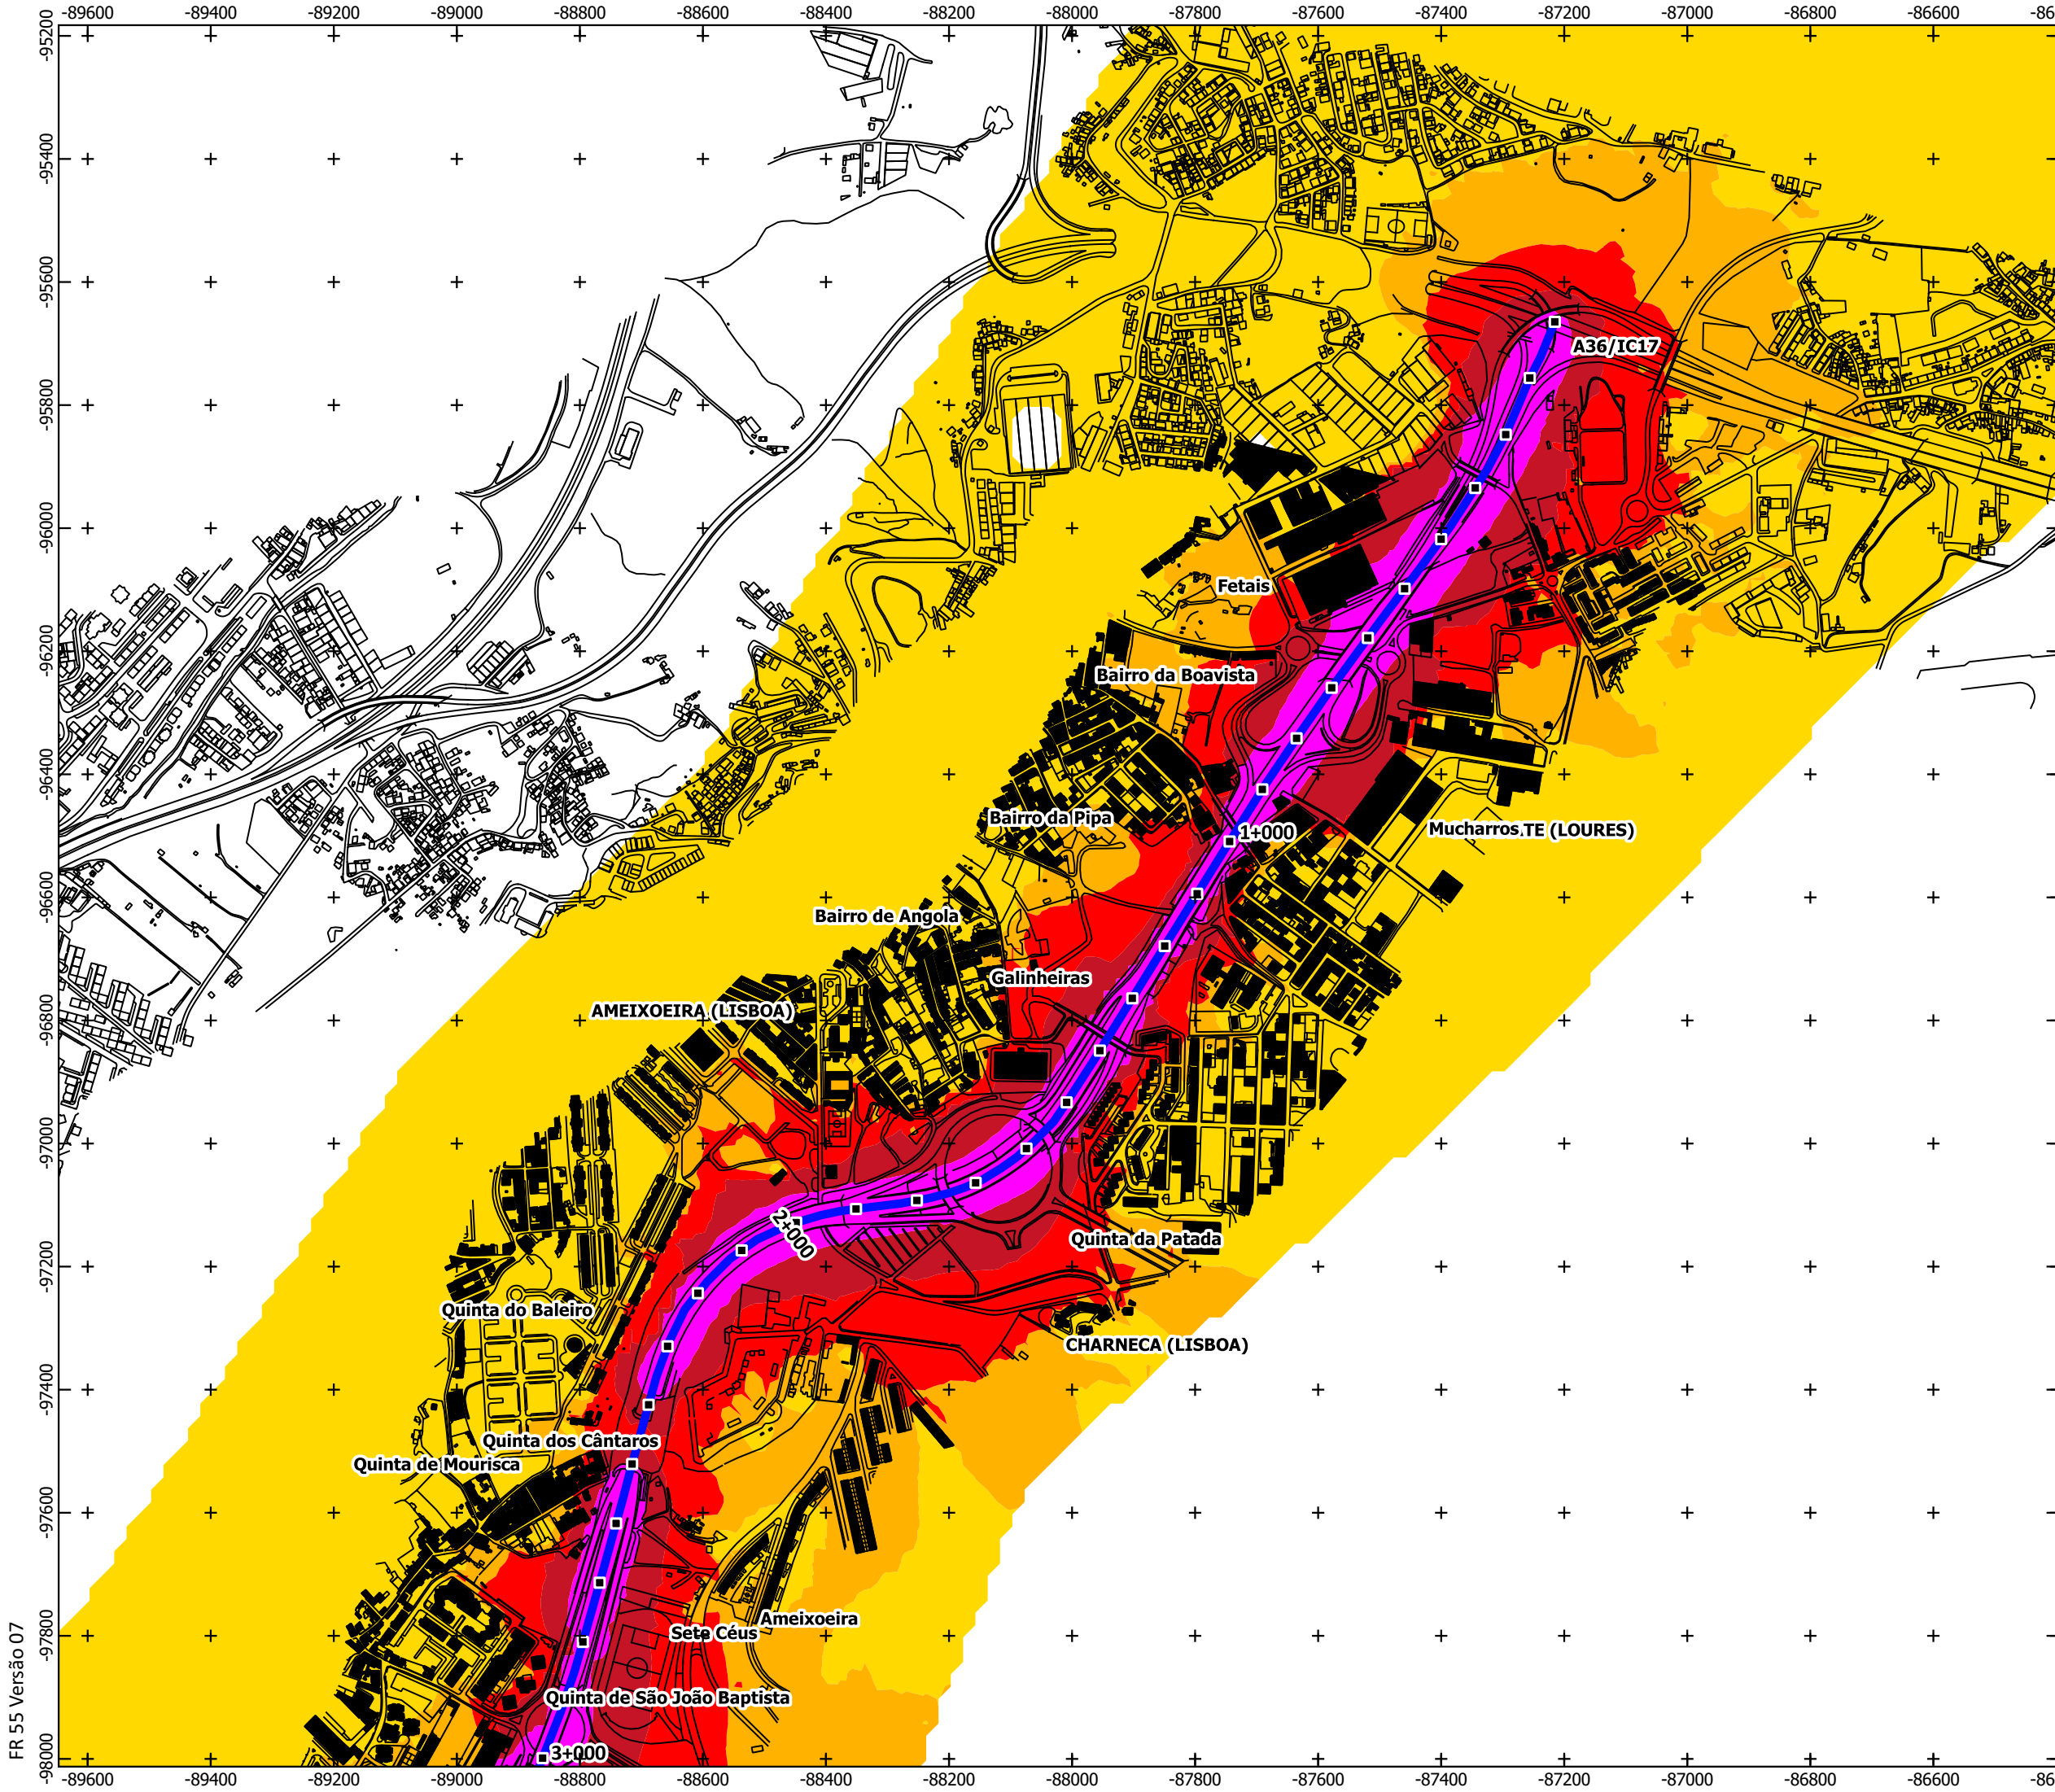 -89600 -89400 -89200 -89000 -88800 -88600 -88400 -88200 -88000 -87800 -87600 -87400 -87200 -87000 -86800 -86600 -86
-95200
-95400
-95600
A36/IC17
-95800
-96000
Fetais
-96200
Bairro da Boavista
-96400
Bairro da Pipa
1+000
Mucharros TE (LOURES)
-96600
Bairro de Angola
Galinheiras
-96800
AMEIXOEIRA (LISBOA)
-97000
2+000
Quinta da Patada
-97200
Quinta do Baleiro
CHARNECA (LISBOA)
-97400
Quinta dos Cântaros
Quinta de Mourisca
-97600
Ameixoeira
Sete Céus
-97800
Quinta de São João Baptista
3+000
-98000
FR 55 Versão 07
-89600 -89400 -89200 -89000 -88800 -88600 -88400 -88200 -88000 -87800 -87600 -87400 -87200 -87000 -86800 -86600 -86